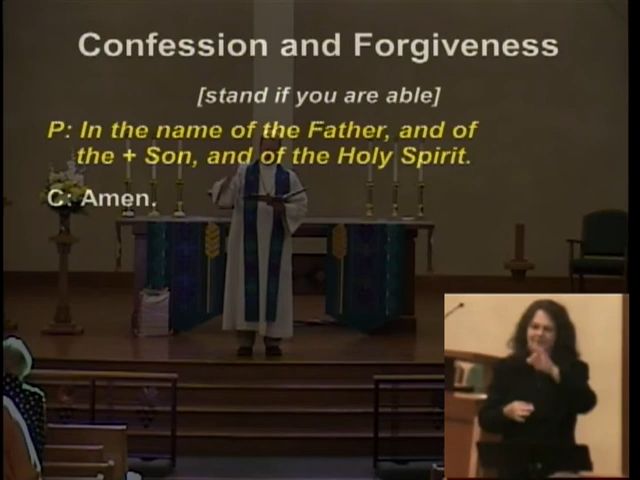 Confession and Forgiveness
[stand if you are able]
P: In the name of the Father, and of
the + Son, and of the Holy Spirit.
C: Amen.